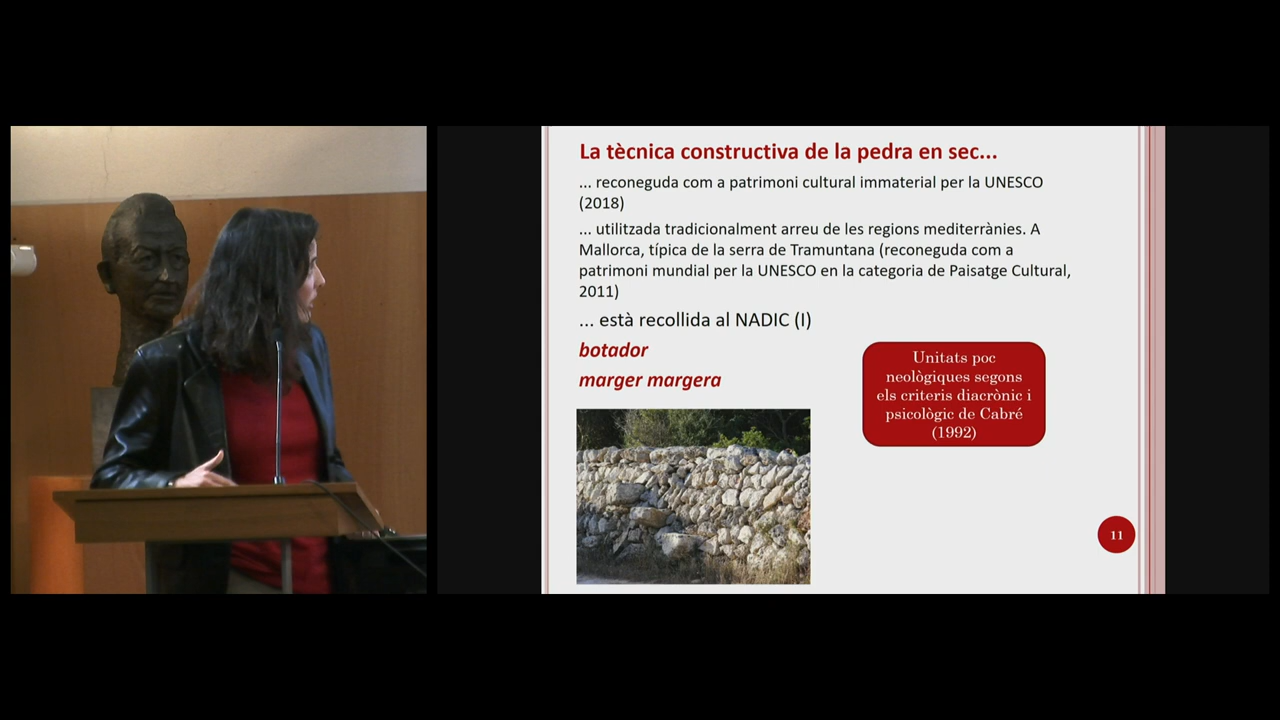 La tècnica constructiva de la pedra en sec...
... reconeguda com a patrimoni cultural immaterial per la UNESCO
(2018)
... utilitzada tradicionalment arreu de les regions mediterrànies. A
Mallorca, típica de la serra de Tramuntana (reconeguda com a
patrimoni mundial per la UNESCO en la categoria de Paisatge Cultural,
2011)
... està recollida al NADIC (I)
botador
marger margera
Unitats poc
neològiques segons
els criteris diacrònic i
psicològic de Cabré
(1992)
11